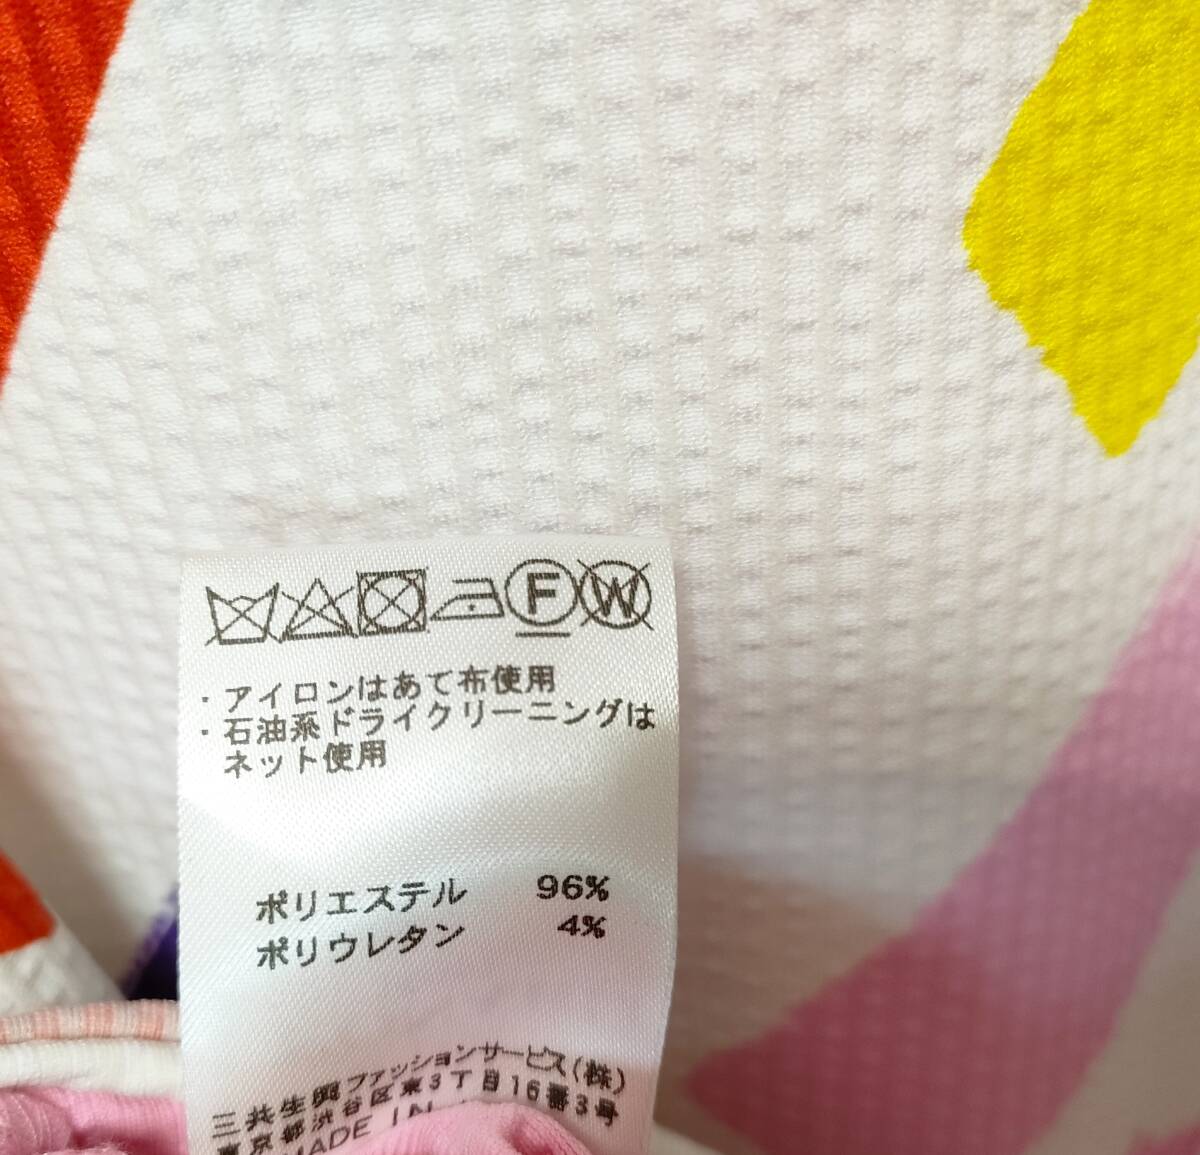 F W
・アイロンはあて布使用
・石油系ドライクリーニングは
ネット使用
ポリエステル 96%
ポリウレタン 4%
三共生興ファッションサービス(株)
東京都渋谷区東3丁目16番3号
MADE IN